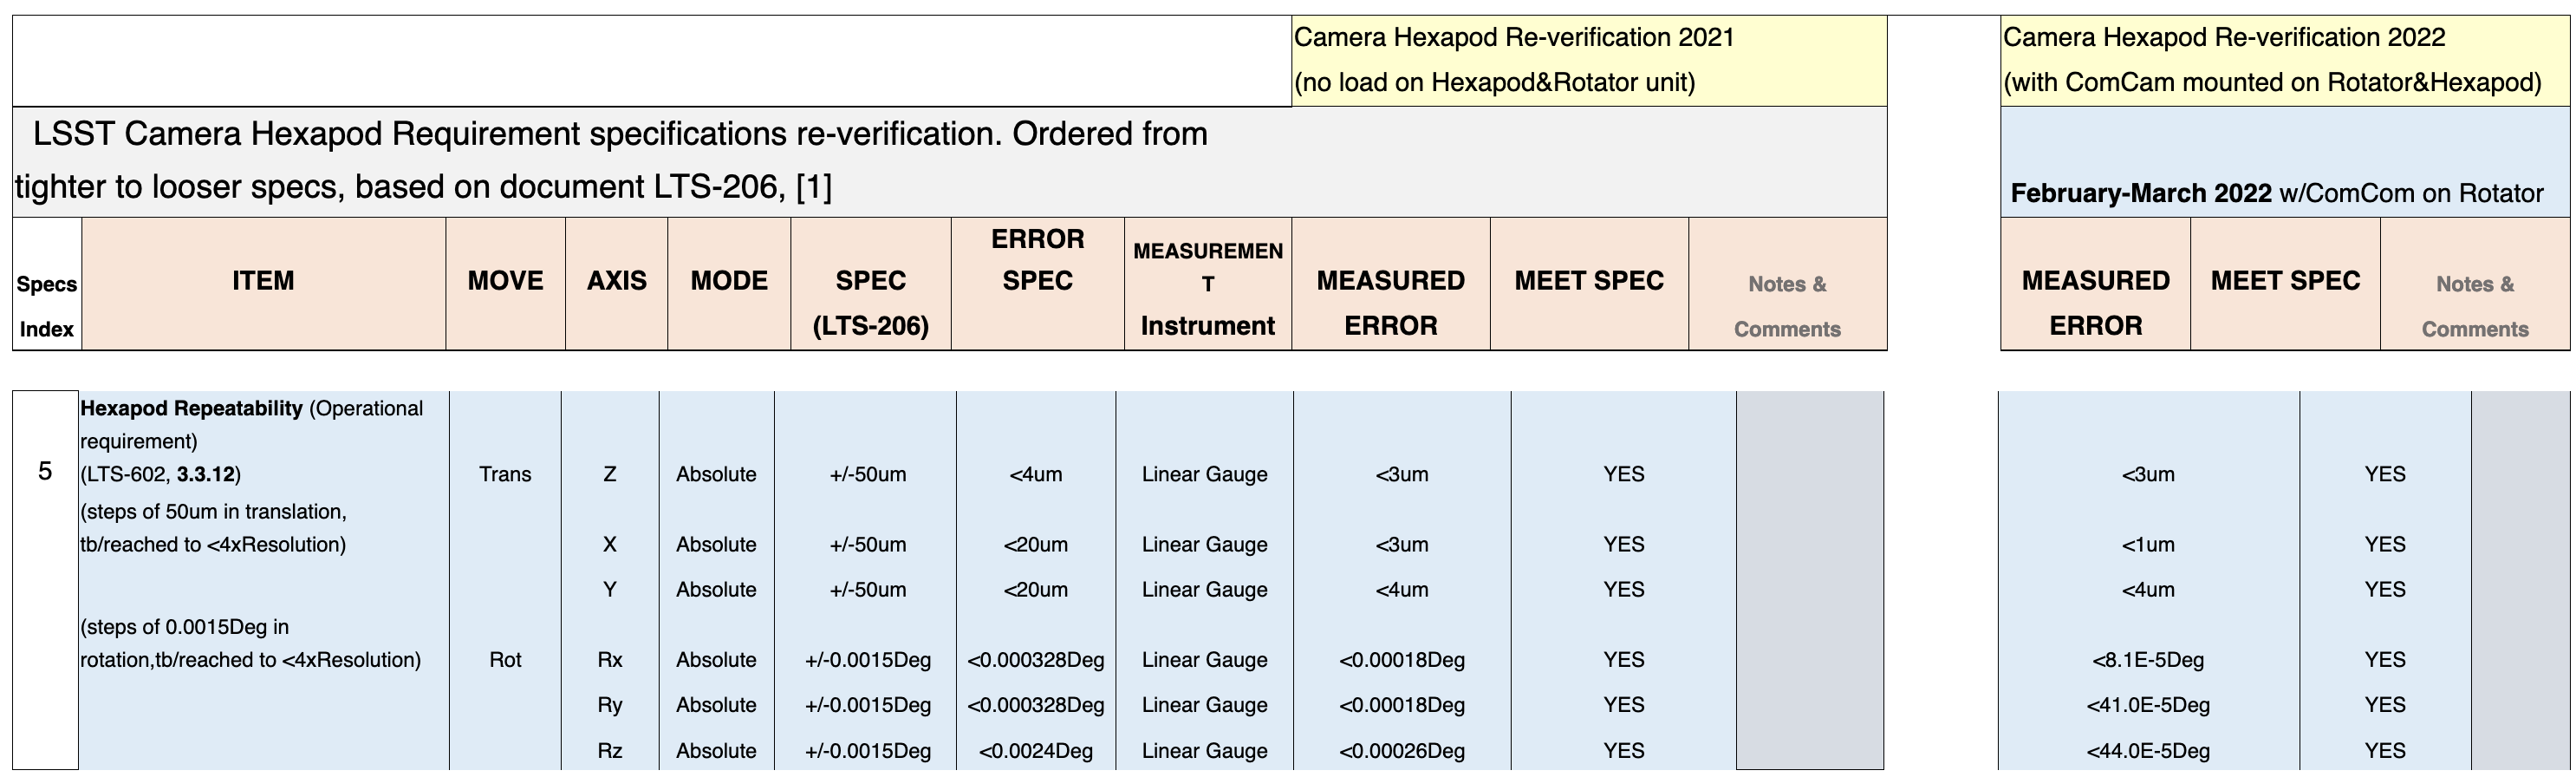 Camera Hexapod Re-verification 2021
(no load on Hexapod&Rotator unit)
Camera Hexapod Re-verification 2022
(with ComCam mounted on Rotator&Hexapod)
LSST Camera Hexapod Requirement specifications re-verification. Ordered from
tighter to looser specs, based on document LTS-206, [1]
February-March 2022 w/ComCom on Rotator
Specs
Index
ITEM
MOVE
AXIS
MODE
SPEC
(LTS-206)
ERROR
SPEC
MEASUREMEN
T
Instrument
MEASURED
ERROR
MEET SPEC
Notes &
Comments
MEASURED
ERROR
MEET SPEC
Notes &
Comments
5
Hexapod Repeatability (Operational
requirement)
(LTS-602, 3.3.12) Trans Z Absolute +/-50um <4um Linear Gauge <3um YES <3um YES
(steps of 50um in translation,
tb/reached to <4xResolution) X Absolute +/-50um <20um Linear Gauge <3um YES <1um YES
Y Absolute +/-50um <20um Linear Gauge <4um YES <4um YES
(steps of 0.0015Deg in
rotation,tb/reached to <4xResolution) Rot Rx Absolute +/-0.0015Deg <0.000328Deg Linear Gauge <0.00018Deg YES <8.1E-5Deg YES
Ry Absolute +/-0.0015Deg <0.000328Deg Linear Gauge <0.00018Deg YES <41.0E-5Deg YES
Rz Absolute +/-0.0015Deg <0.0024Deg Linear Gauge <0.00026Deg YES <44.0E-5Deg YES